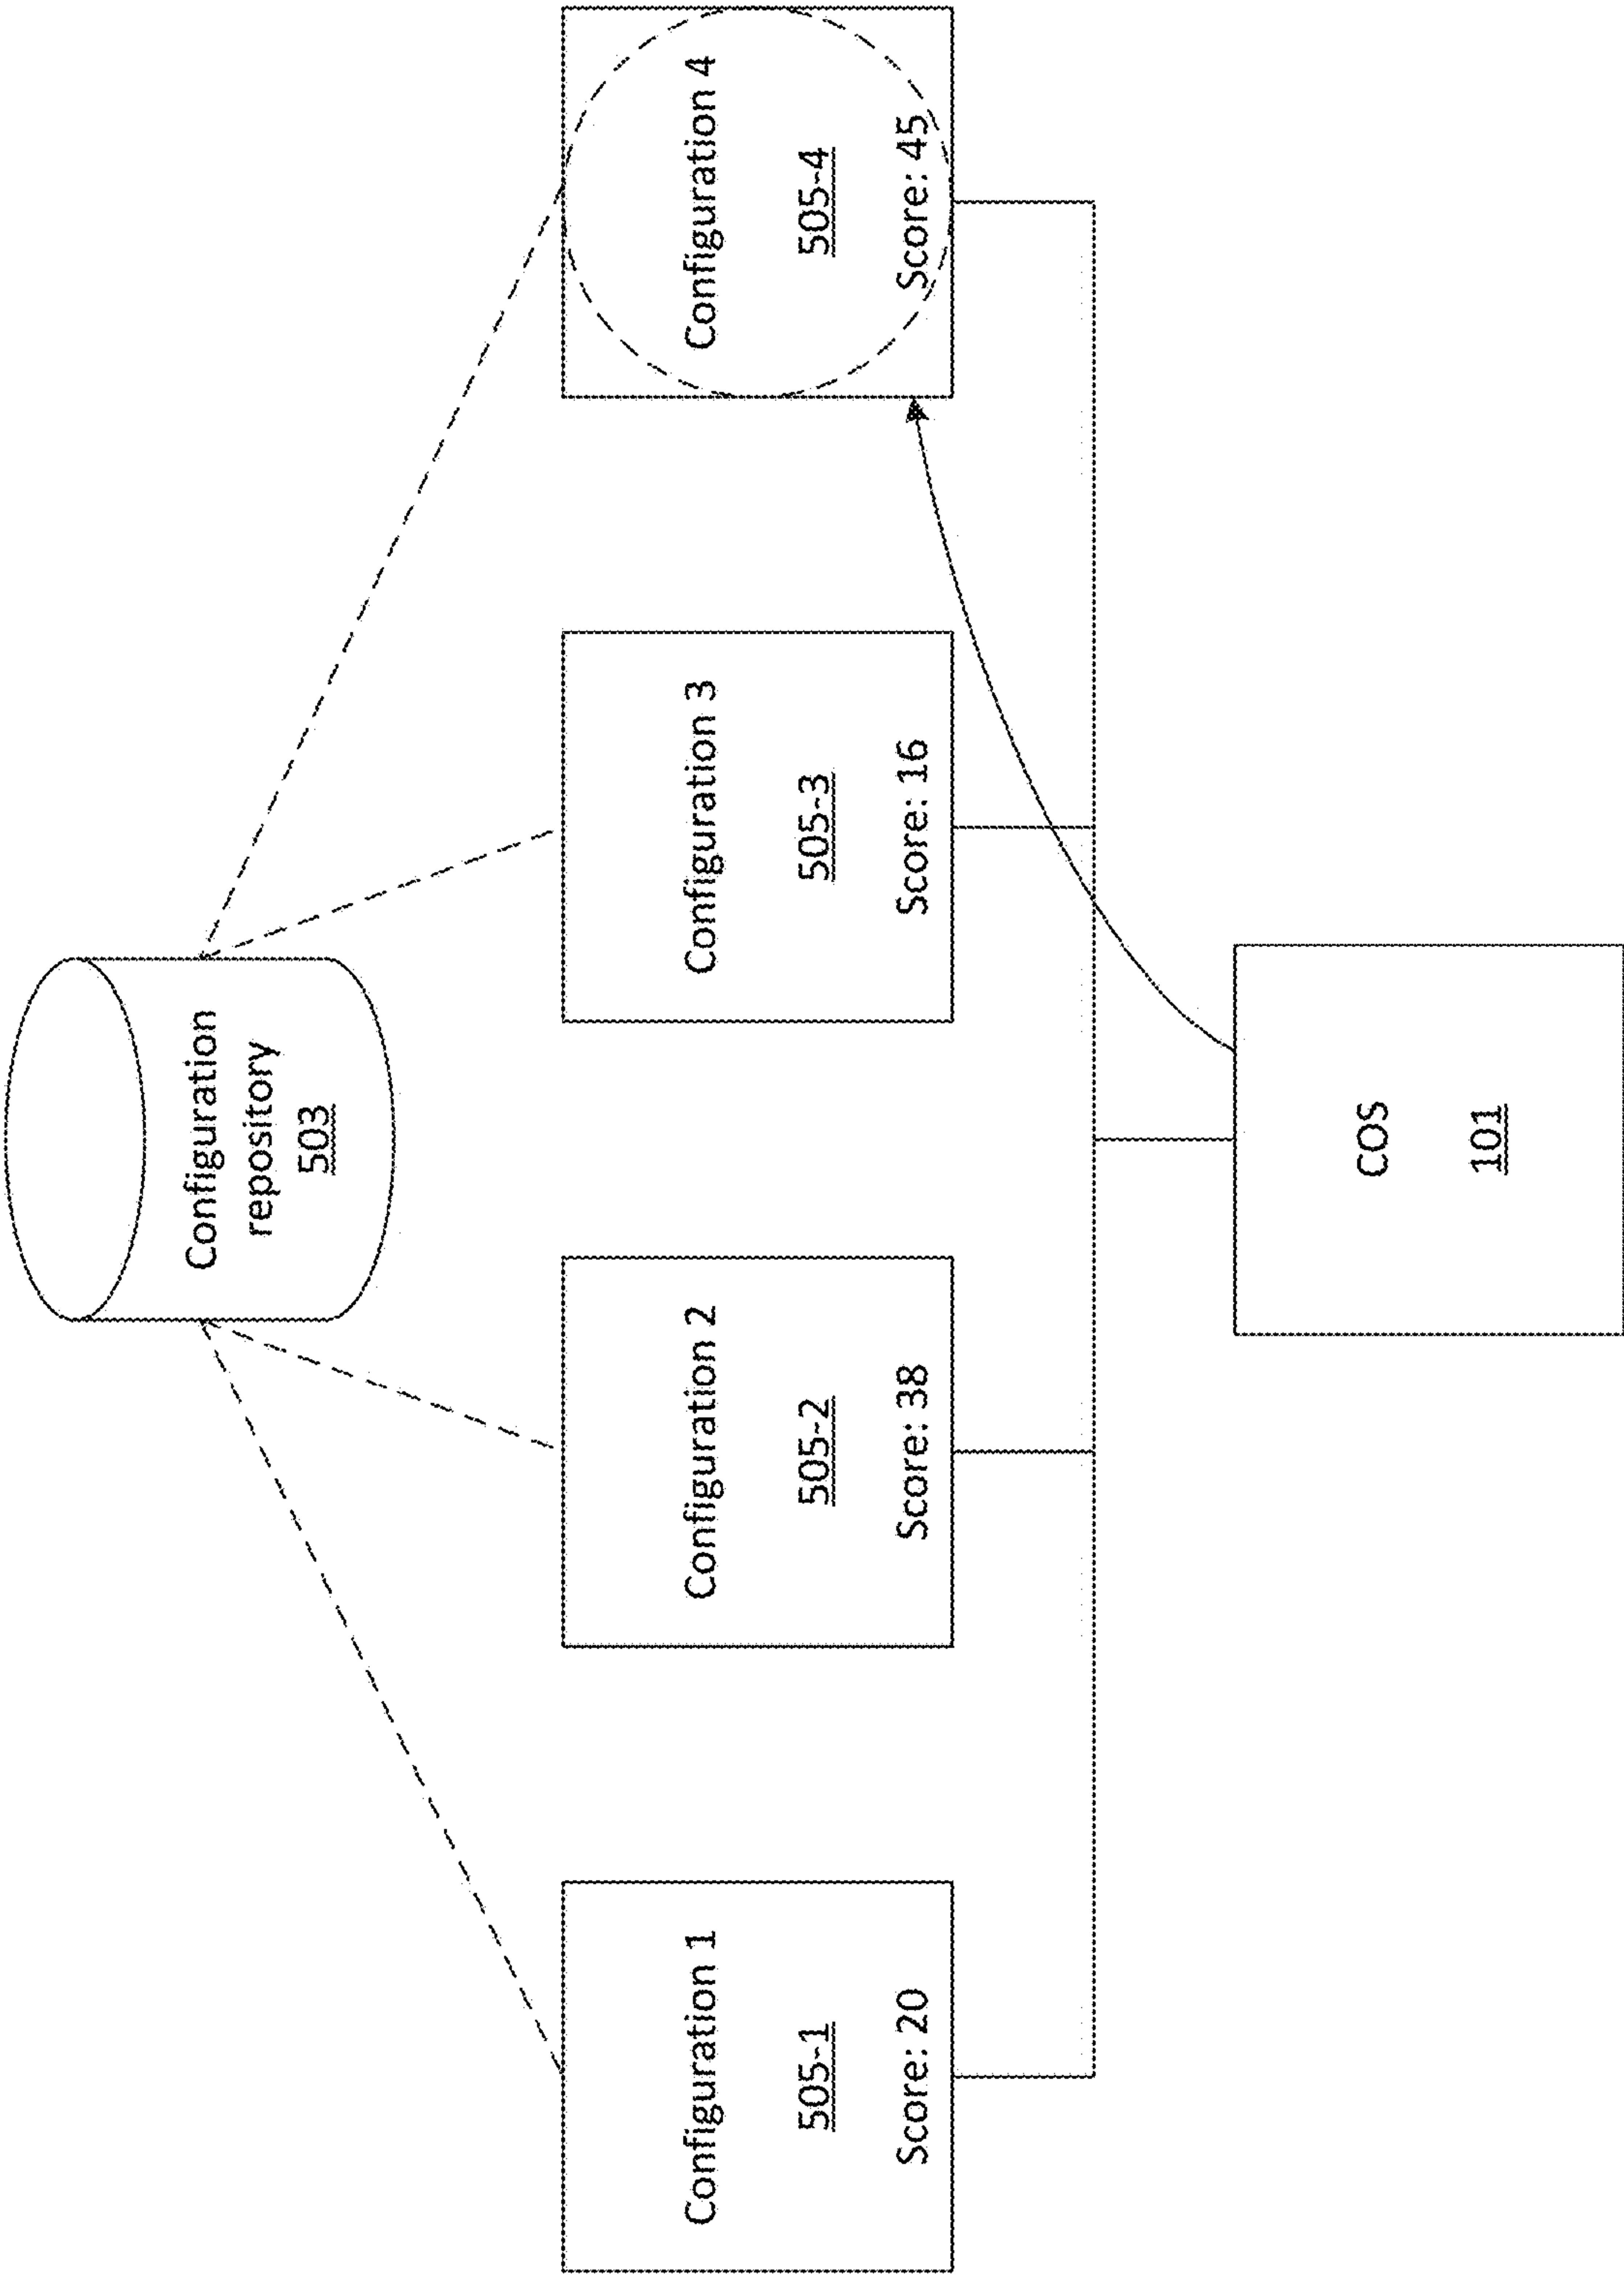 Configuration
repository
503
Configuration 1
505-1
Score: 20
Configuration 2
505-2
Score: 38
Configuration 3
505-3
Score: 16
Configuration 4
505-4
Score: 45
COS
101